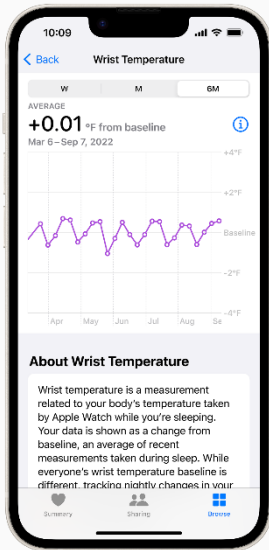 10:09
Back
Wrist Temperature
W M 6M
AVERAGE
+0.01 °F from baseline
Mar 6–Sep 7, 2022
+4°F
+2°F
Baseline
-2°F
-4°F
Apr May Jun Jul Aug Se
About Wrist Temperature
Wrist temperature is a measurement
related to your body's temperature taken
by Apple Watch while you're sleeping.
Your data is shown as a change from
baseline, an average of recent
measurements taken during sleep. While
everyone's wrist temperature baseline is
different, tracking nightly changes in your
Summary Sharing Browse